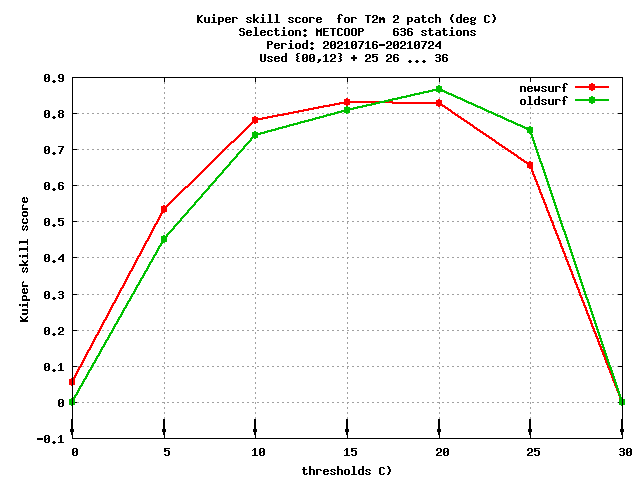 Kuiper skill score  for T2m 2 patch (deg C)
Selection: METCOOP    636 stations
Period: 20210716-20210724
Used {00,12} + 25 26 ... 36
newsurf
oldsurf
0.9
0.8
0.7
0.6
0.5
0.4
0.3
0.2
0.1
0
-0.1
Kuiper skill score
0 5 10 15 20 25 30
thresholds C)